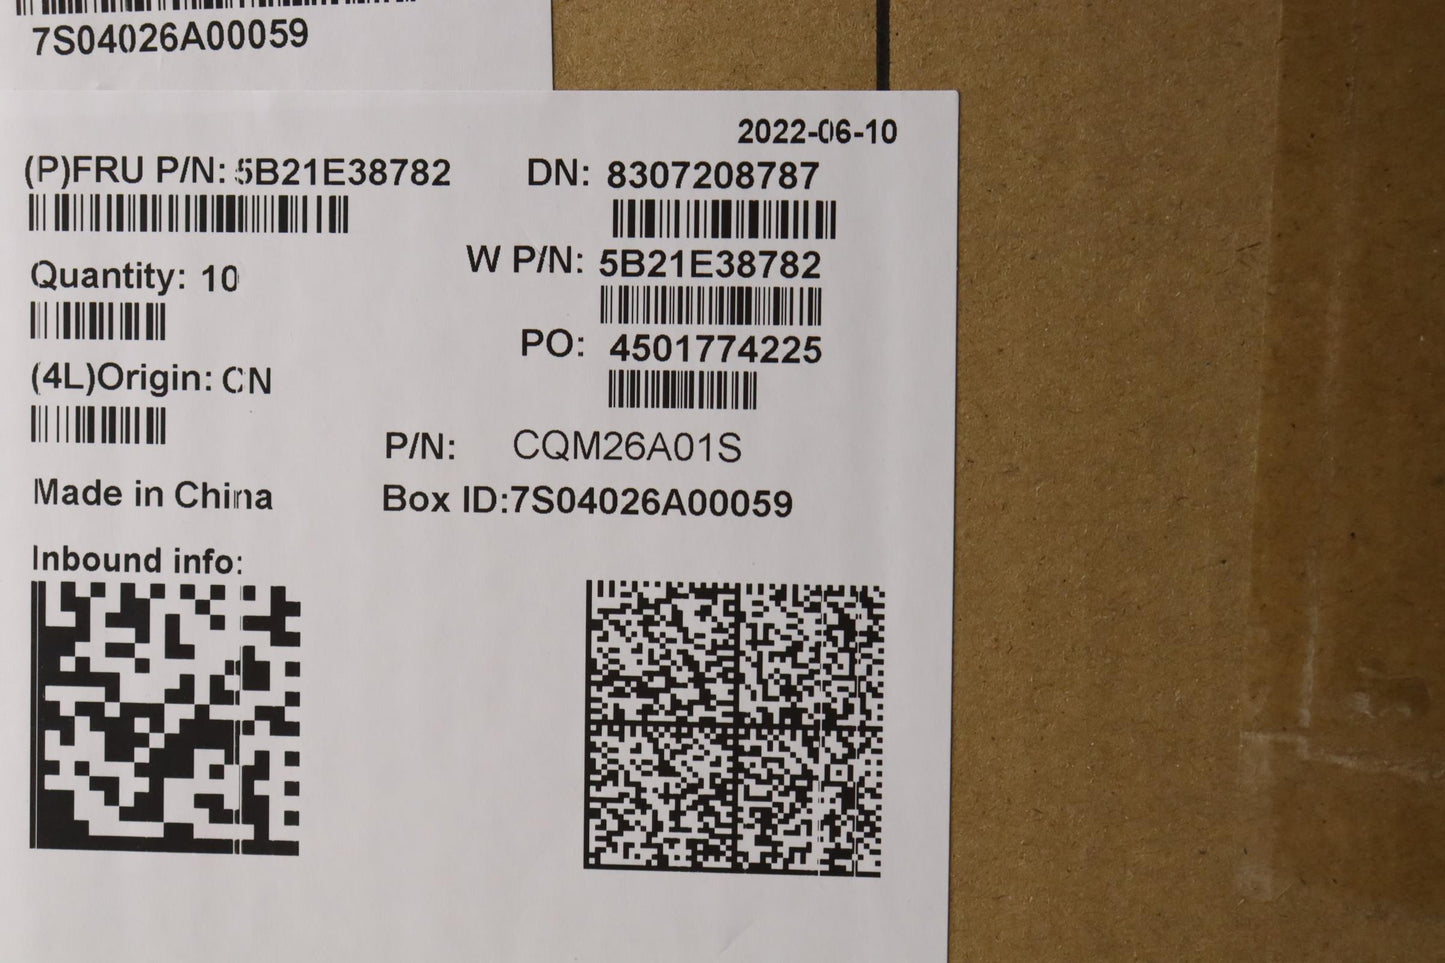 7S04026A00059
2022-06-10
(P)FRU P/N: 5B21E38782
DN: 8307208787
W P/N: 5B21E38782
Quantity: 10
PO: 4501774225
(4L)Origin: CN
P/N: CQM26A01S
Made in China
Box ID:7S04026A00059
Inbound info: